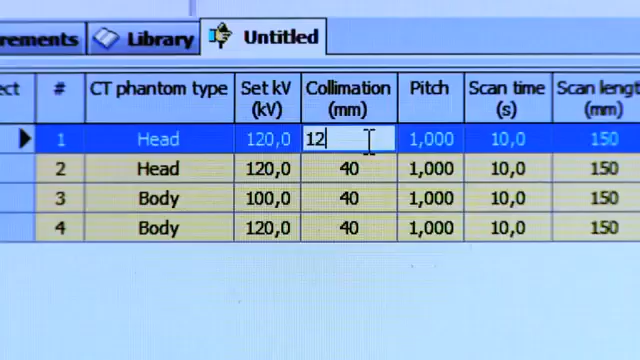 rements Library Untitled
ect # CT phantom type Set kV (kV) Collimation (mm) Pitch Scan time (s) Scan length (mm)
1 Head 120,0 12 1,000 10,0 150
2 Head 120,0 40 1,000 10,0 150
3 Body 100,0 40 1,000 10,0 150
4 Body 120,0 40 1,000 10,0 150